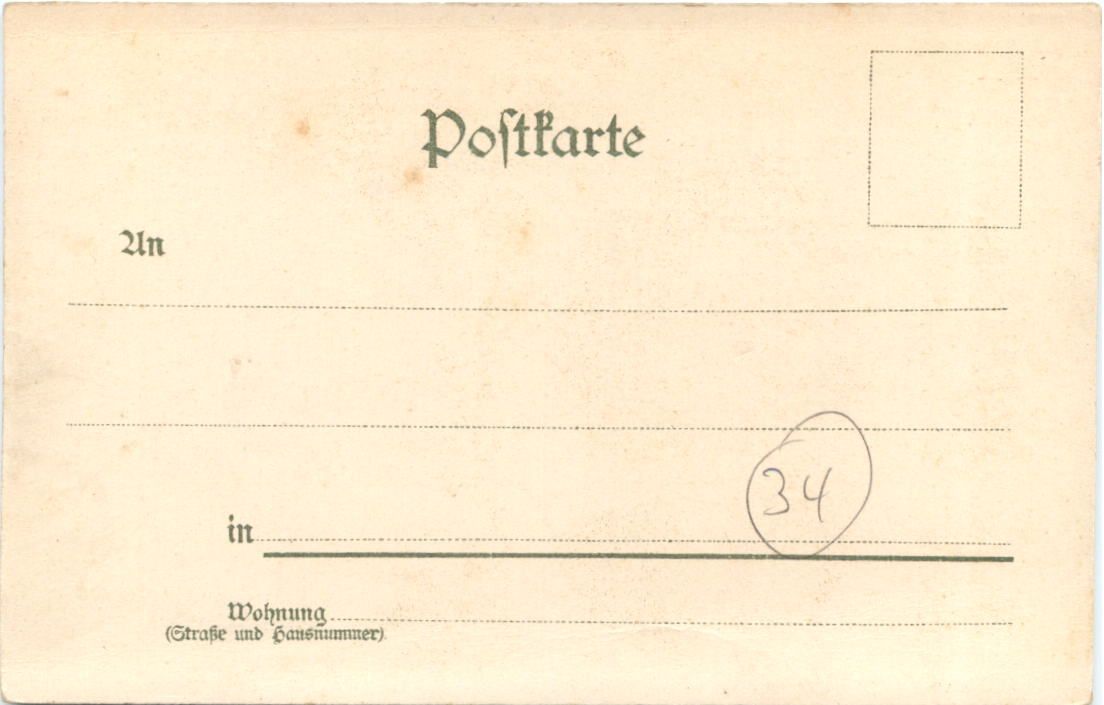 Postkarte
An
34
in
Wohnung
(Straße und Hausnummer)